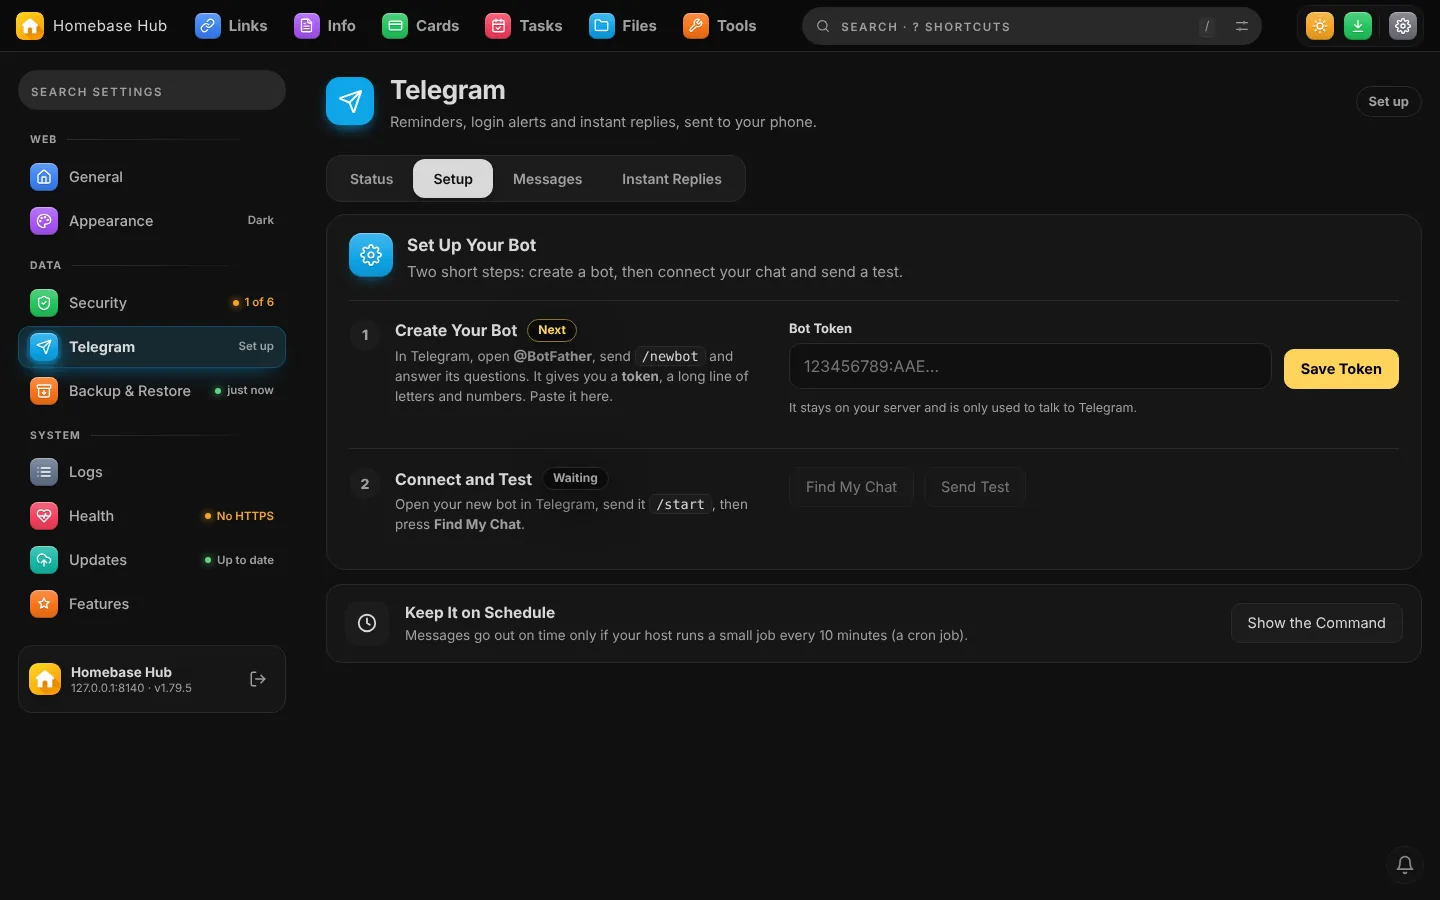 Homebase Hub
Links
Info
Cards
Tasks
Files
Tools
SEARCH · ? SHORTCUTS
/
SEARCH SETTINGS
WEB
General
Appearance
Dark
DATA
Security
1 of 6
Telegram
Set up
Backup & Restore
just now
SYSTEM
Logs
Health
No HTTPS
Updates
Up to date
Features
Homebase Hub
127.0.0.1:8140 · v1.79.5
Telegram
Reminders, login alerts and instant replies, sent to your phone.
Set up
Status
Setup
Messages
Instant Replies
Set Up Your Bot
Two short steps: create a bot, then connect your chat and send a test.
1
Create Your Bot
Next
In Telegram, open @BotFather, send /newbot and
answer its questions. It gives you a token, a long line of
letters and numbers. Paste it here.
Bot Token
123456789:AAE...
Save Token
It stays on your server and is only used to talk to Telegram.
2
Connect and Test
Waiting
Open your new bot in Telegram, send it /start, then
press Find My Chat.
Find My Chat
Send Test
Keep It on Schedule
Messages go out on time only if your host runs a small job every 10 minutes (a cron job).
Show the Command